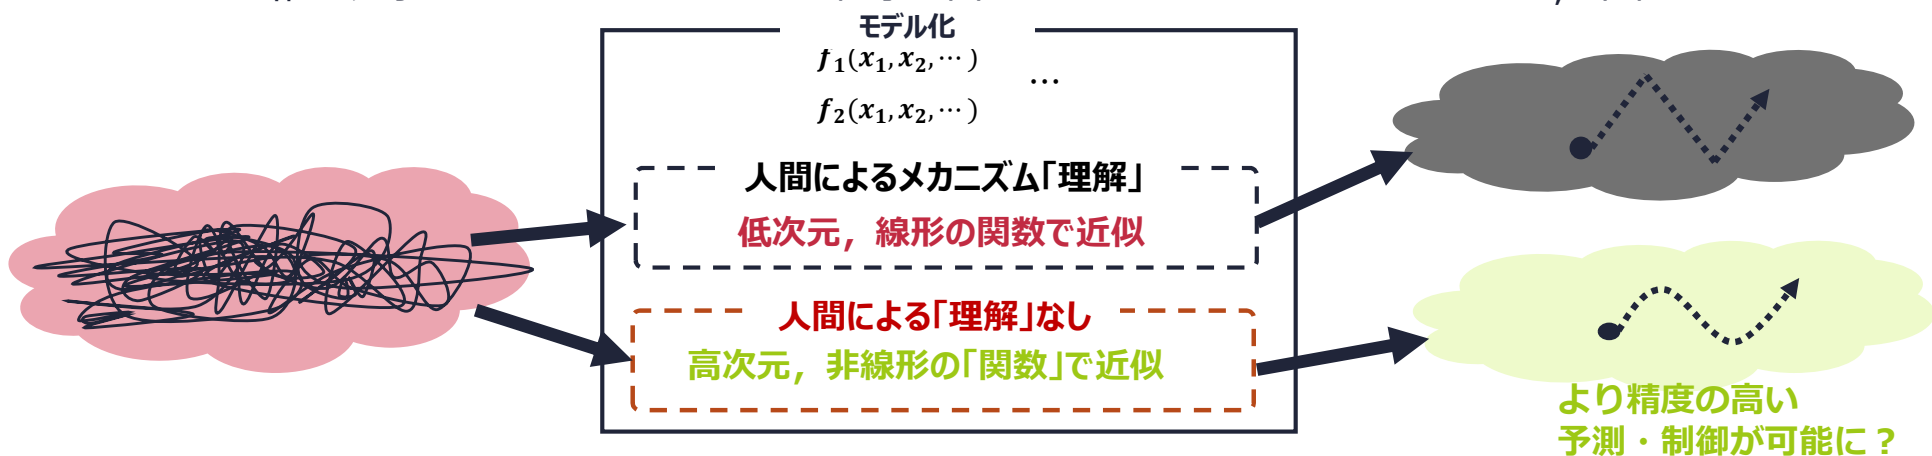 モデル化
f₁(x₁,x₂,⋯)
…
f₂(x₁,x₂,⋯)
人間によるメカニズム「理解」
低次元，線形の関数で近似
人間による「理解」なし
高次元，非線形の「関数」で近似
より精度の高い
予測・制御が可能に？